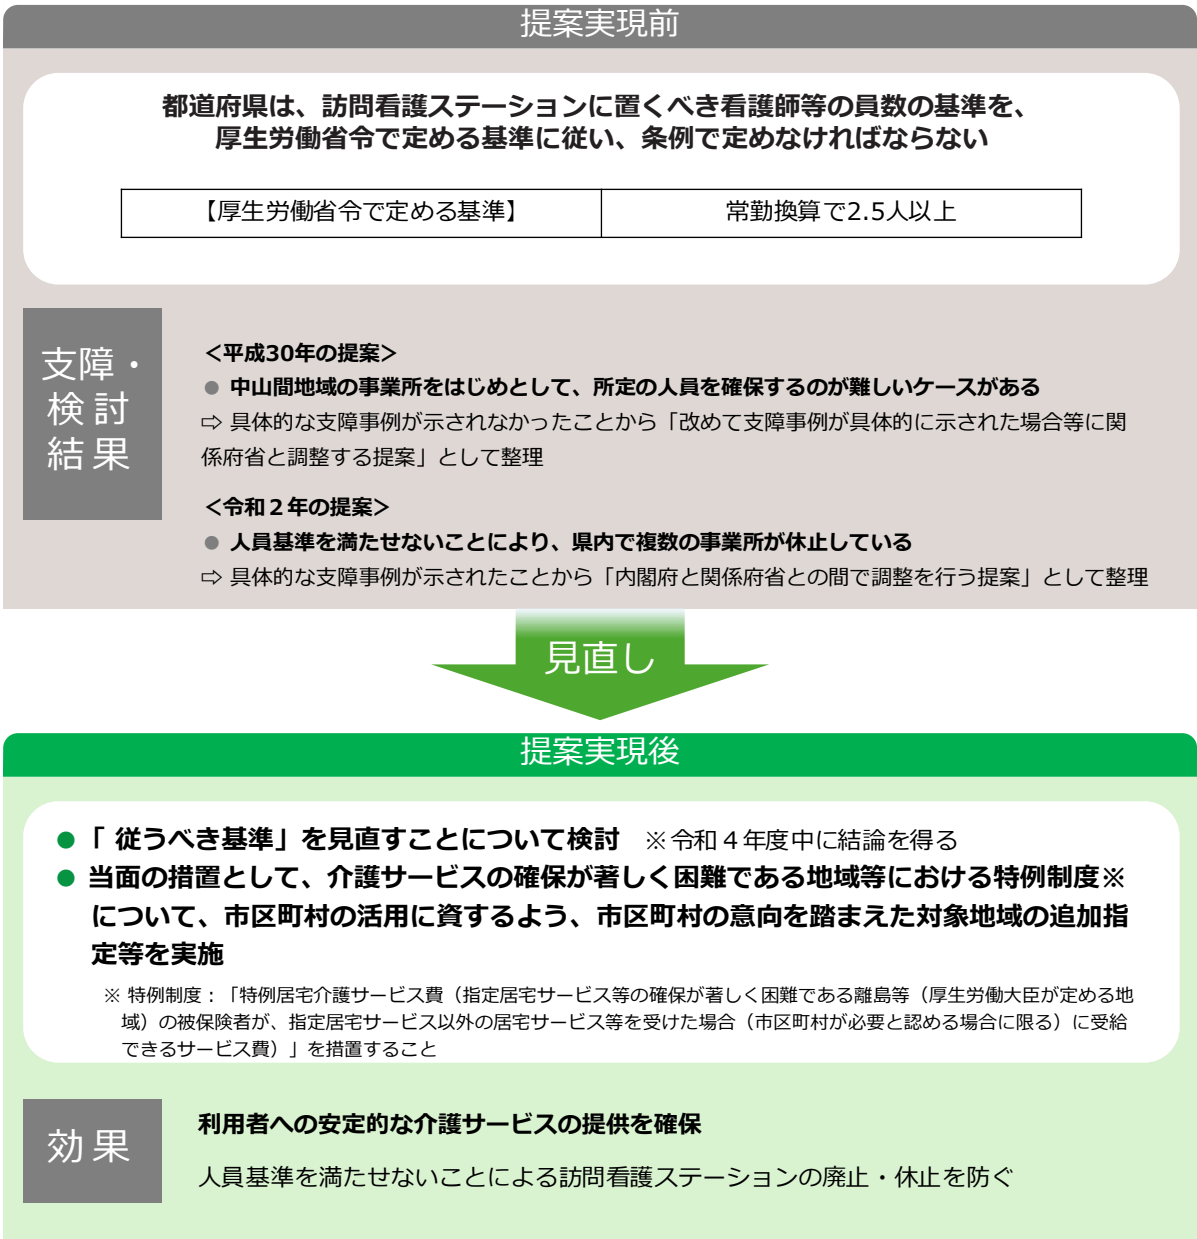 提案実現前
都道府県は、訪問看護ステーションに置くべき看護師等の員数の基準を、
厚生労働省令で定める基準に従い、条例で定めなければならない
【厚生労働省令で定める基準】 常勤換算で2.5人以上
支障・
検討
結果
＜平成30年の提案＞
● 中山間地域の事業所をはじめとして、所定の人員を確保するのが難しいケースがある
⇨ 具体的な支障事例が示されなかったことから「改めて支障事例が具体的に示された場合等に関
係府省と調整する提案」として整理
＜令和２年の提案＞
● 人員基準を満たせないことにより、県内で複数の事業所が休止している
⇨ 具体的な支障事例が示されたことから「内閣府と関係府省との間で調整を行う提案」として整理
見直し
提案実現後
● 「 従うべき基準」を見直すことについて検討 ※令和４年度中に結論を得る
● 当面の措置として、介護サービスの確保が著しく困難である地域等における特例制度※
について、市区町村の活用に資するよう、市区町村の意向を踏まえた対象地域の追加指
定等を実施
※ 特例制度：「特例居宅介護サービス費（指定居宅サービス等の確保が著しく困難である離島等（厚生労働大臣が定める地
域）の被保険者が、指定居宅サービス以外の居宅サービス等を受けた場合（市区町村が必要と認める場合に限る）に受給
できるサービス費）」を措置すること
効果
利用者への安定的な介護サービスの提供を確保
人員基準を満たせないことによる訪問看護ステーションの廃止・休止を防ぐ